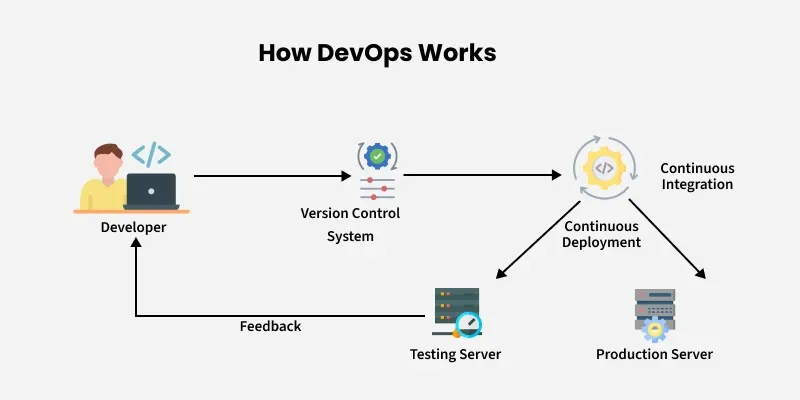 How DevOps Works
</>
Continuous
Integration
Version Control
System
Developer
Continuous
Deployment
</>
Feedback
Testing Server
Production Server